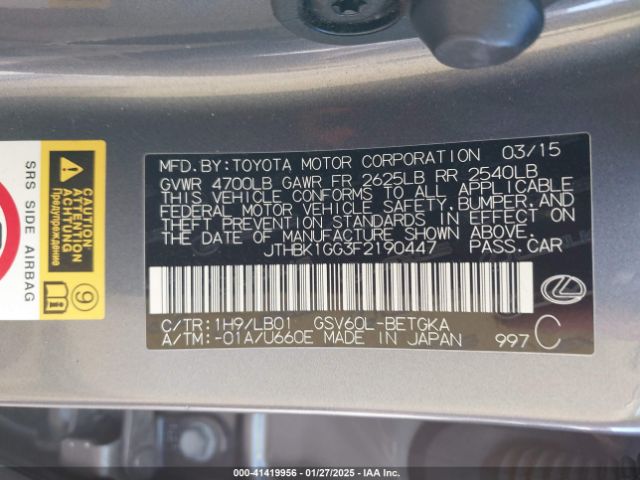 MFD.BY:TOYOTA MOTOR CORPORATION 03/15
GVWR 4700LB GAWR FR 2625LB RR 2540LB
THIS VEHICLE CONFORMS TO ALL APPLICABLE
FEDERAL MOTOR VEHICLE SAFETY,BUMPER,AND
THEFT PREVENTION STANDARDS IN EFFECT ON
THE DATE OF MANUFACTURE SHOWN ABOVE.
JTHBK1GG3F2190447 PASS.CAR
C/TR:1H9/LB01 GSV60L-BETGKA
A/TM:-01A/U660E MADE IN JAPAN 997 C
SRS SIDE AIRBAG
Предупреждение
9
00-41419956 - 01/27/2025 - IAA Inc.